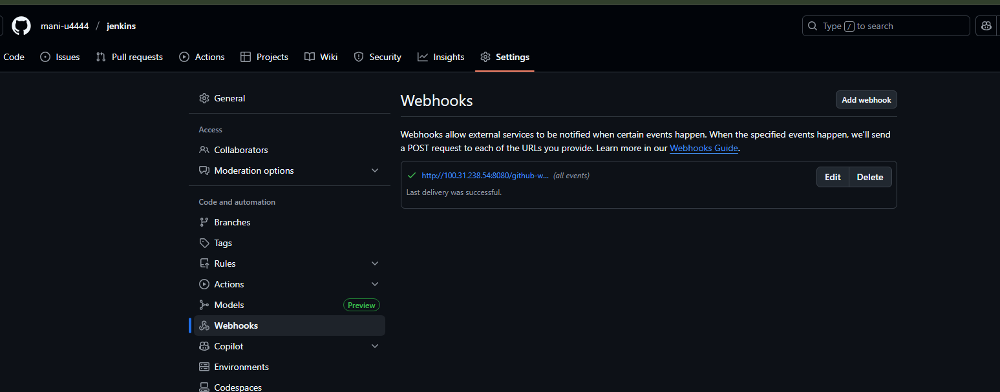 mani-u4444 / jenkins
Type / to search
Code Issues Pull requests Actions Projects Wiki Security Insights Settings
General
Access
Collaborators
Moderation options
Code and automation
Branches
Tags
Rules
Actions
Models Preview
Webhooks
Copilot
Environments
Codespaces
Webhooks
Add webhook
Webhooks allow external services to be notified when certain events happen. When the specified events happen, we'll send
a POST request to each of the URLs you provide. Learn more in our Webhooks Guide.
http://100.31.238.54:8080/github-w... (all events)
Edit Delete
Last delivery was successful.